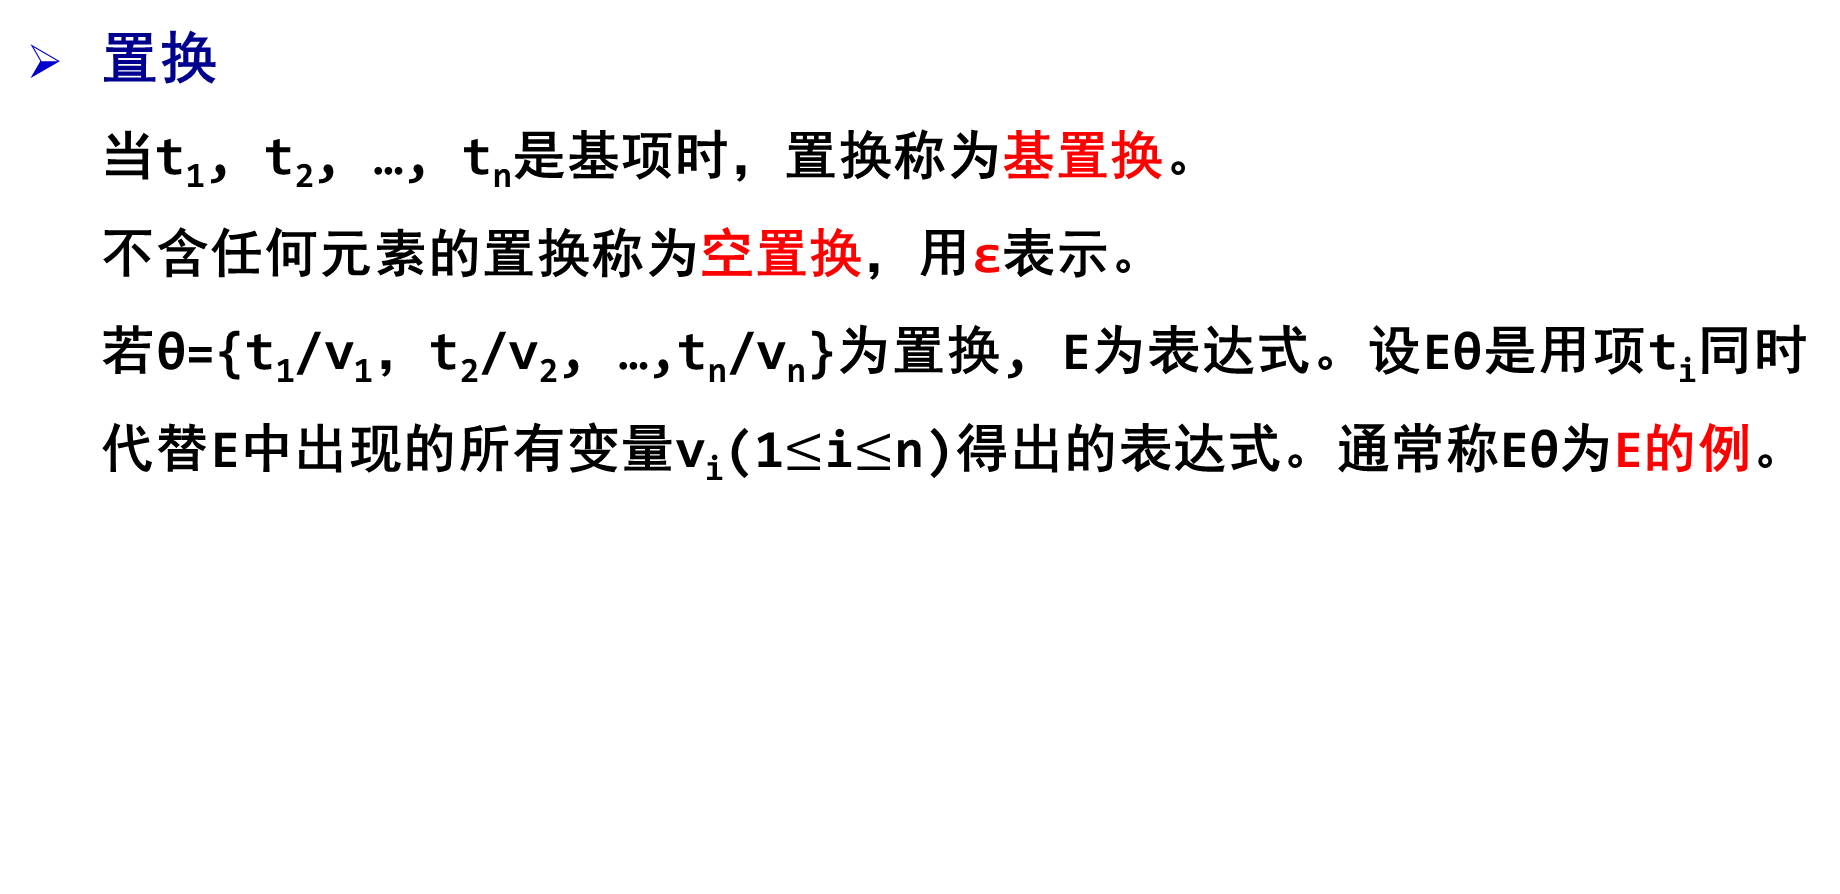 置换
当t₁，t₂，…，tₙ是基项时，置换称为基置换。
不含任何元素的置换称为空置换，用ε表示。
若θ={t₁/v₁，t₂/v₂，…,tₙ/vₙ}为置换，E为表达式。设Eθ是用项tᵢ同时
代替E中出现的所有变量vᵢ(1≤i≤n)得出的表达式。通常称Eθ为E的例。